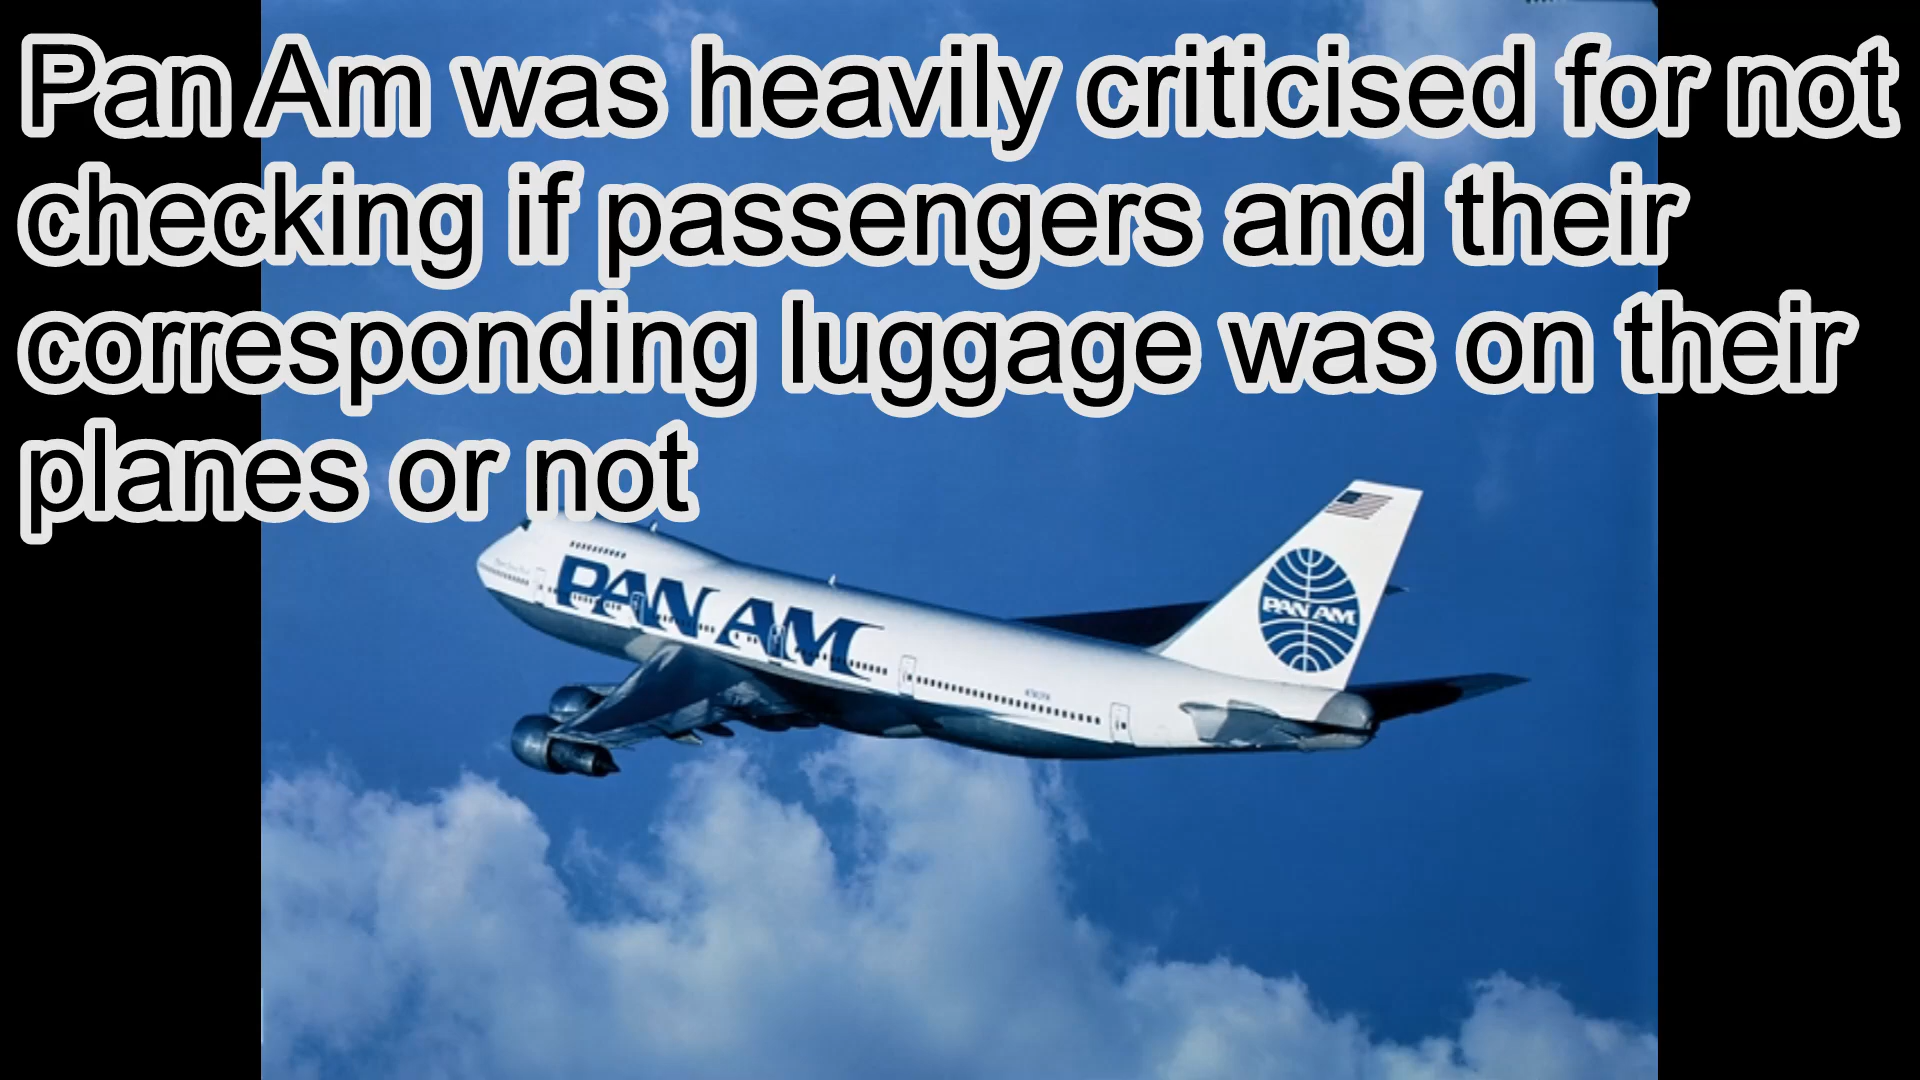 Pan Am was heavily criticised for not
checking if passengers and their
corresponding luggage was on their
planes or not
PAN AM
PAN AM